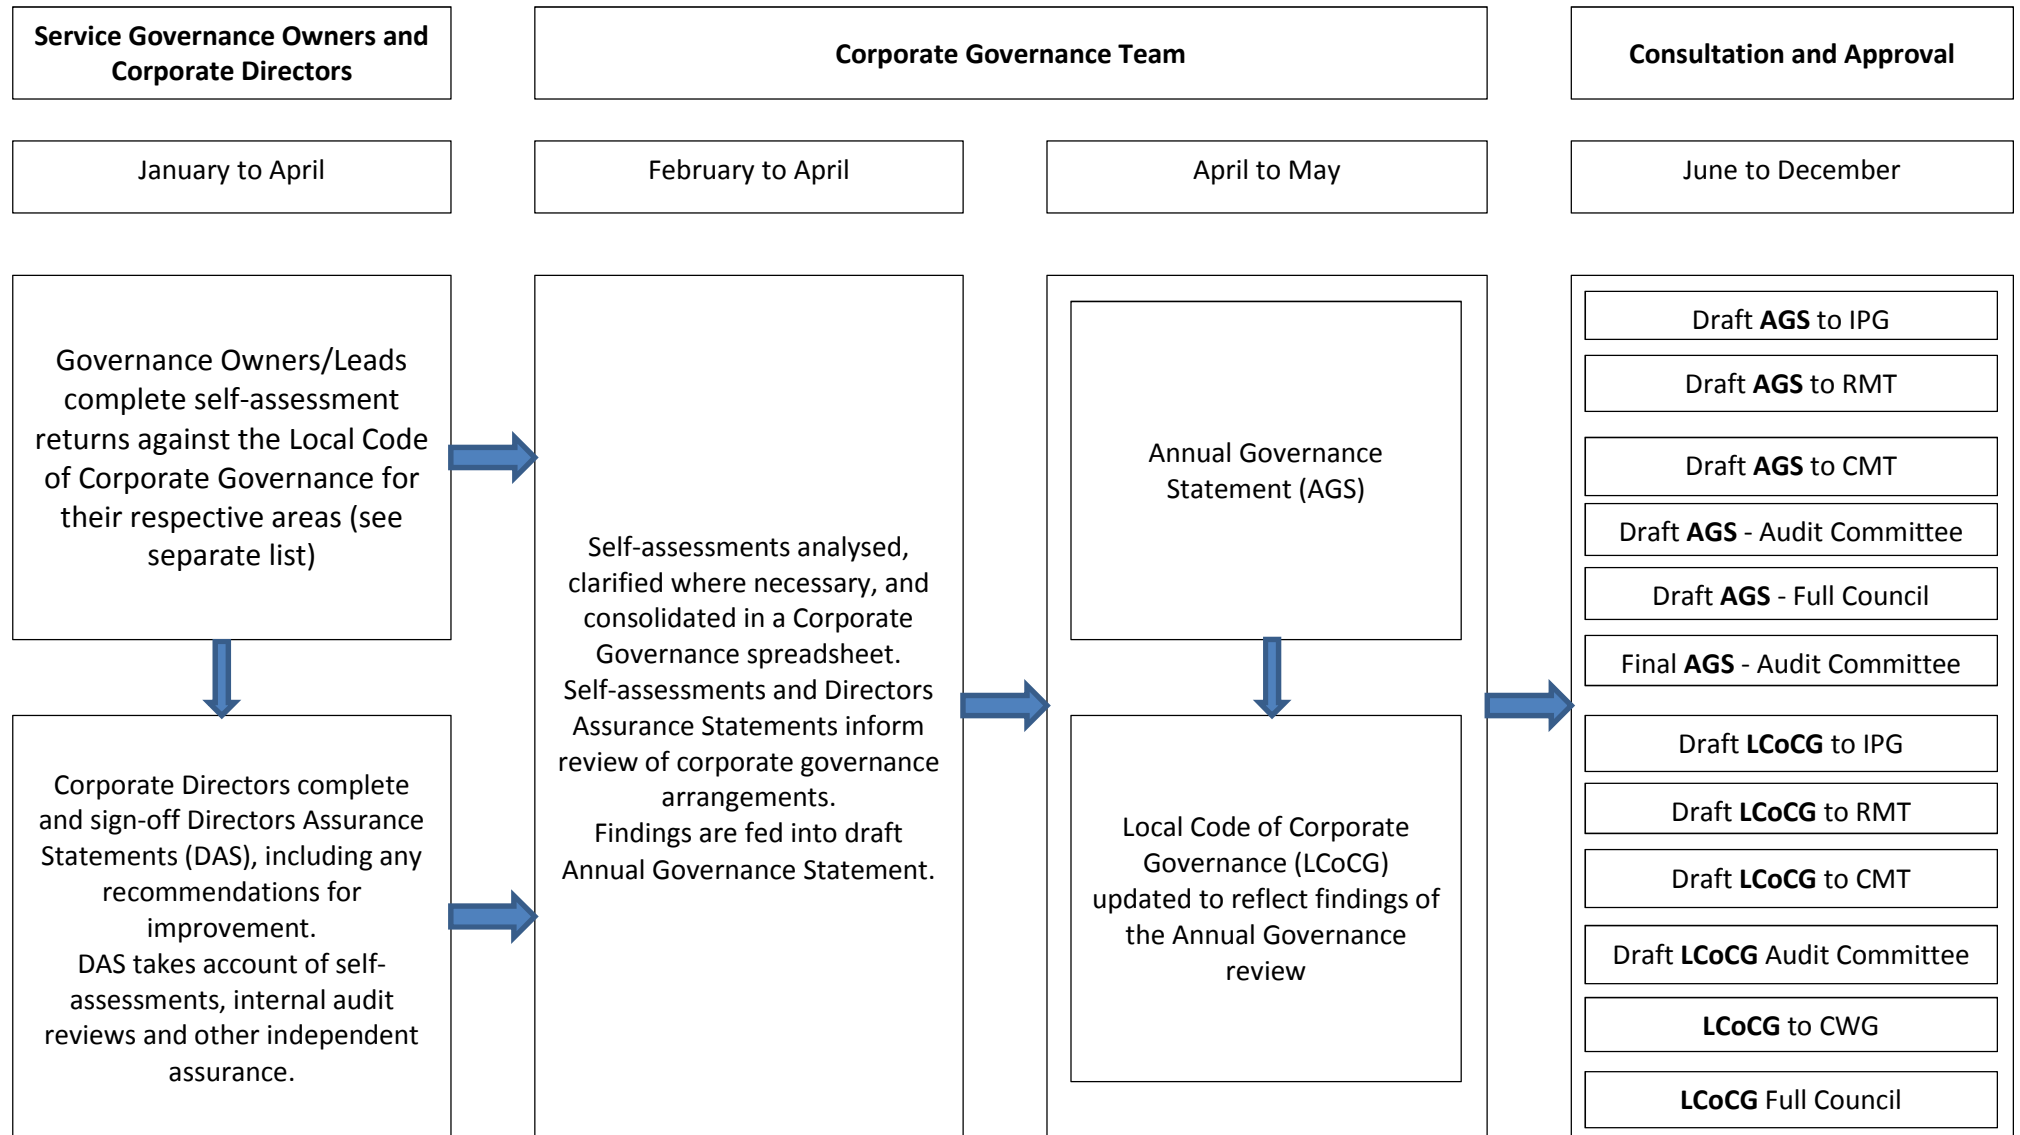 Service Governance Owners and
Corporate Directors
Corporate Governance Team
Consultation and Approval
January to April
February to April
April to May
June to December
Governance Owners/Leads
complete self-assessment
returns against the Local Code
of Corporate Governance for
their respective areas (see
separate list)
Corporate Directors complete
and sign-off Directors Assurance
Statements (DAS), including any
recommendations for
improvement.
DAS takes account of self-
assessments, internal audit
reviews and other independent
assurance.
Self-assessments analysed,
clarified where necessary, and
consolidated in a Corporate
Governance spreadsheet.
Self-assessments and Directors
Assurance Statements inform
review of corporate governance
arrangements.
Findings are fed into draft
Annual Governance Statement.
Annual Governance
Statement (AGS)
Local Code of Corporate
Governance (LCoCG)
updated to reflect findings of
the Annual Governance
review
Draft AGS to IPG
Draft AGS to RMT
Draft AGS to CMT
Draft AGS - Audit Committee
Draft AGS - Full Council
Final AGS - Audit Committee
Draft LCoCG to IPG
Draft LCoCG to RMT
Draft LCoCG to CMT
Draft LCoCG Audit Committee
LCoCG to CWG
LCoCG Full Council